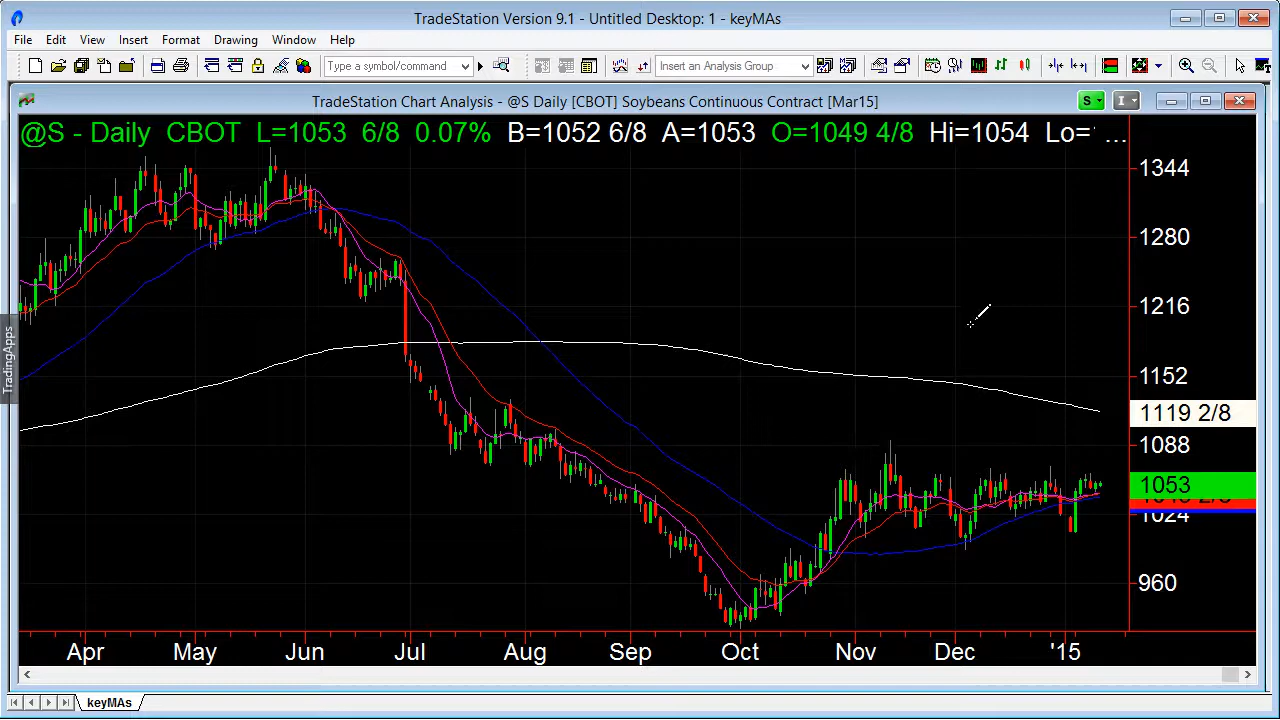 TradeStation Version 9.1 - Untitled Desktop: 1 - keyMAs
File Edit View Insert Format Drawing Window Help
Type a symbol/command
Insert an Analysis Group
TradeStation Chart Analysis - @S Daily [CBOT] Soybeans Continuous Contract [Mar15]
S
I
@S - Daily CBOT L=1053 6/8 0.07% B=1052 6/8 A=1053 O=1049 4/8 Hi=1054 Lo= ...
1344
1280
1216
1152
1119 2/8
1088
1053
1024
960
TradingApps
Apr May Jun Jul Aug Sep Oct Nov Dec '15
keyMAs